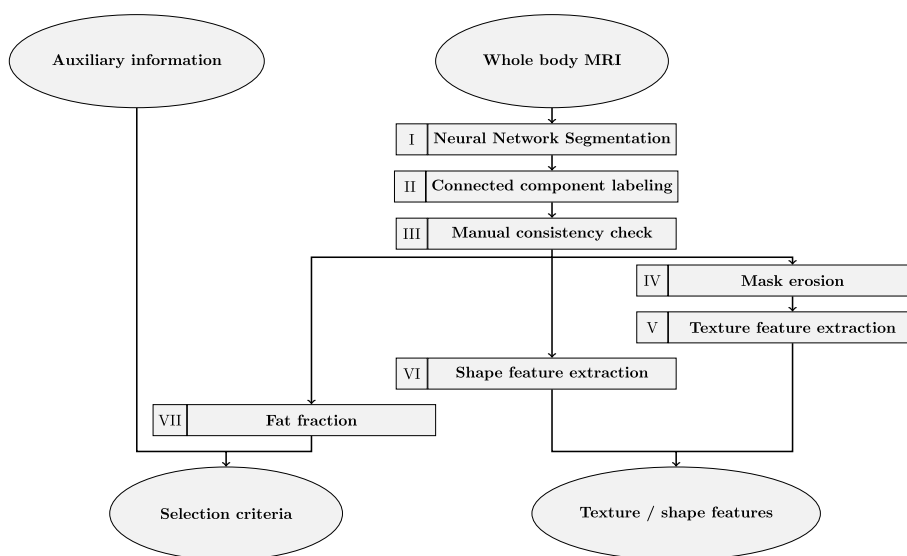 Auxiliary information
Whole body MRI
I Neural Network Segmentation
II Connected component labeling
III Manual consistency check
IV Mask erosion
V Texture feature extraction
VI Shape feature extraction
VII Fat fraction
Selection criteria
Texture / shape features